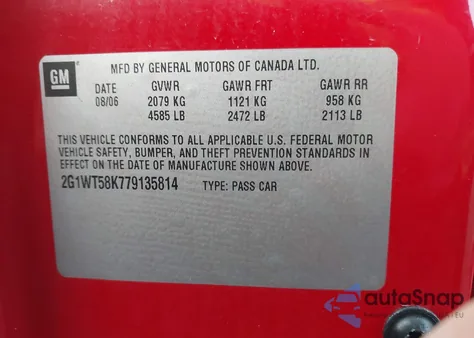 GM
MFD BY GENERAL MOTORS OF CANADA LTD.
DATE GVWR GAWR FRT GAWR RR
08/06 2079 KG 1121 KG 958 KG
4585 LB 2472 LB 2113 LB
THIS VEHICLE CONFORMS TO ALL APPLICABLE U.S. FEDERAL MOTOR
VEHICLE SAFETY, BUMPER, AND THEFT PREVENTION STANDARDS IN
EFFECT ON THE DATE OF MANUFACTURE SHOWN ABOVE.
2G1WT58K779135814 TYPE: PASS CAR
autoSnap